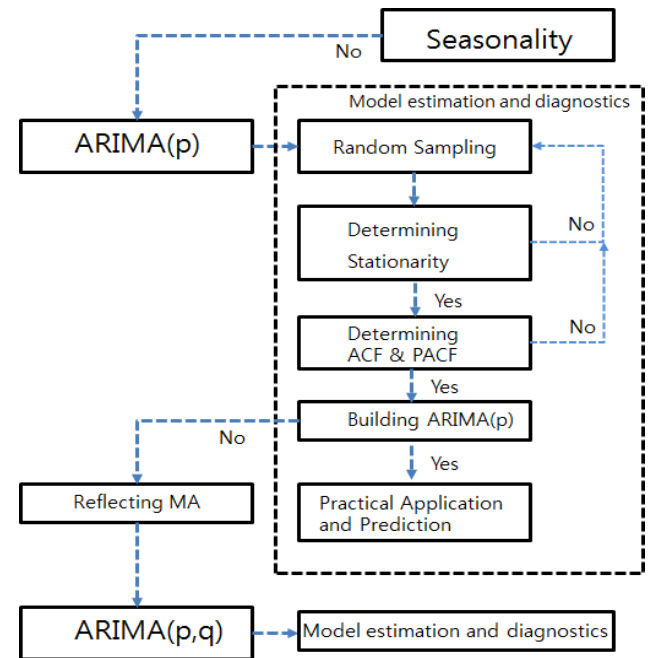 Seasonality
No
Model estimation and diagnostics
ARIMA(p)
Random Sampling
Determining
Stationarity
No
Yes
Determining
ACF & PACF
No
Yes
Building ARIMA(p)
No
Yes
Reflecting MA
Practical Application
and Prediction
ARIMA(p,q)
Model estimation and diagnostics